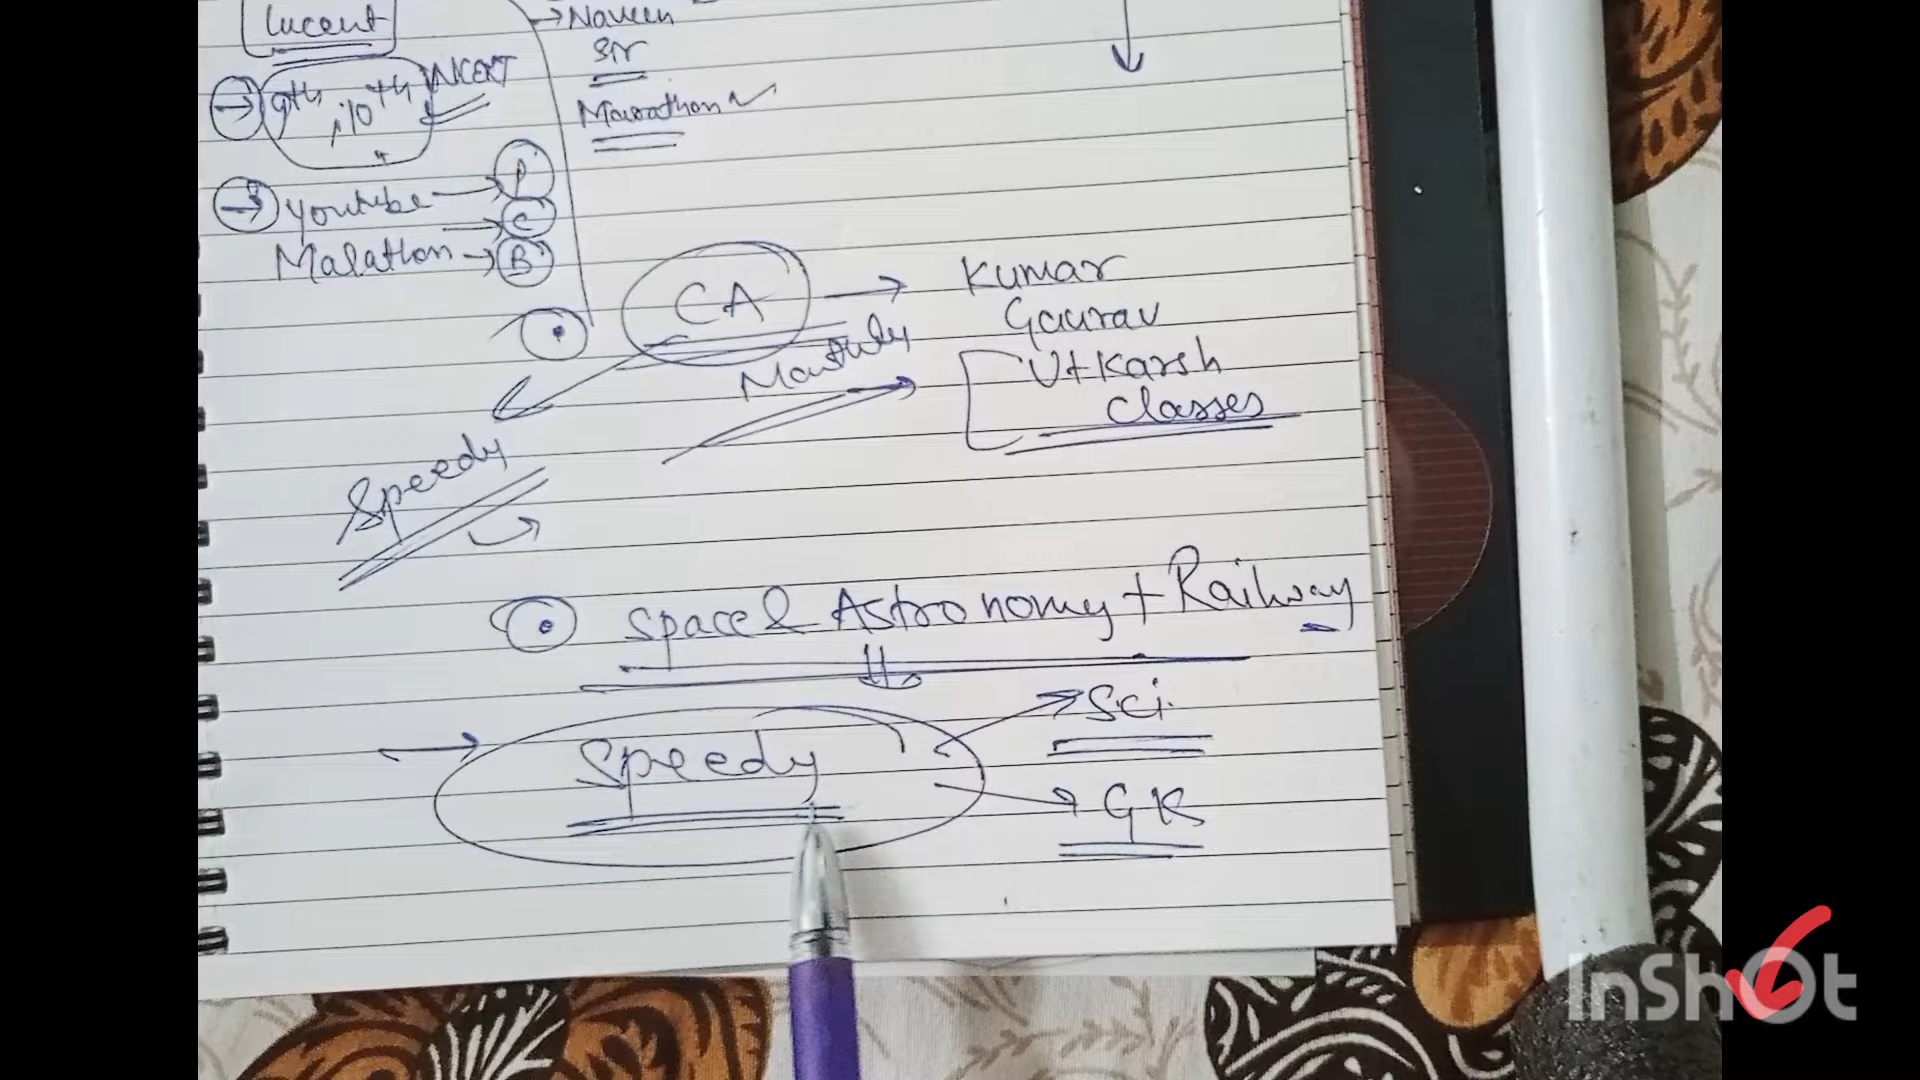 Lucent
9th, 10th NCERT
Youtube → P
Malathon → C
→ B
→ Naveen
Sir
Marathon
CA → Kumar
Gaurav
Monthly
Utkarsh
Classes
Speedy
Space & Astronomy + Railway
Speedy
Sci.
GK
InShOt